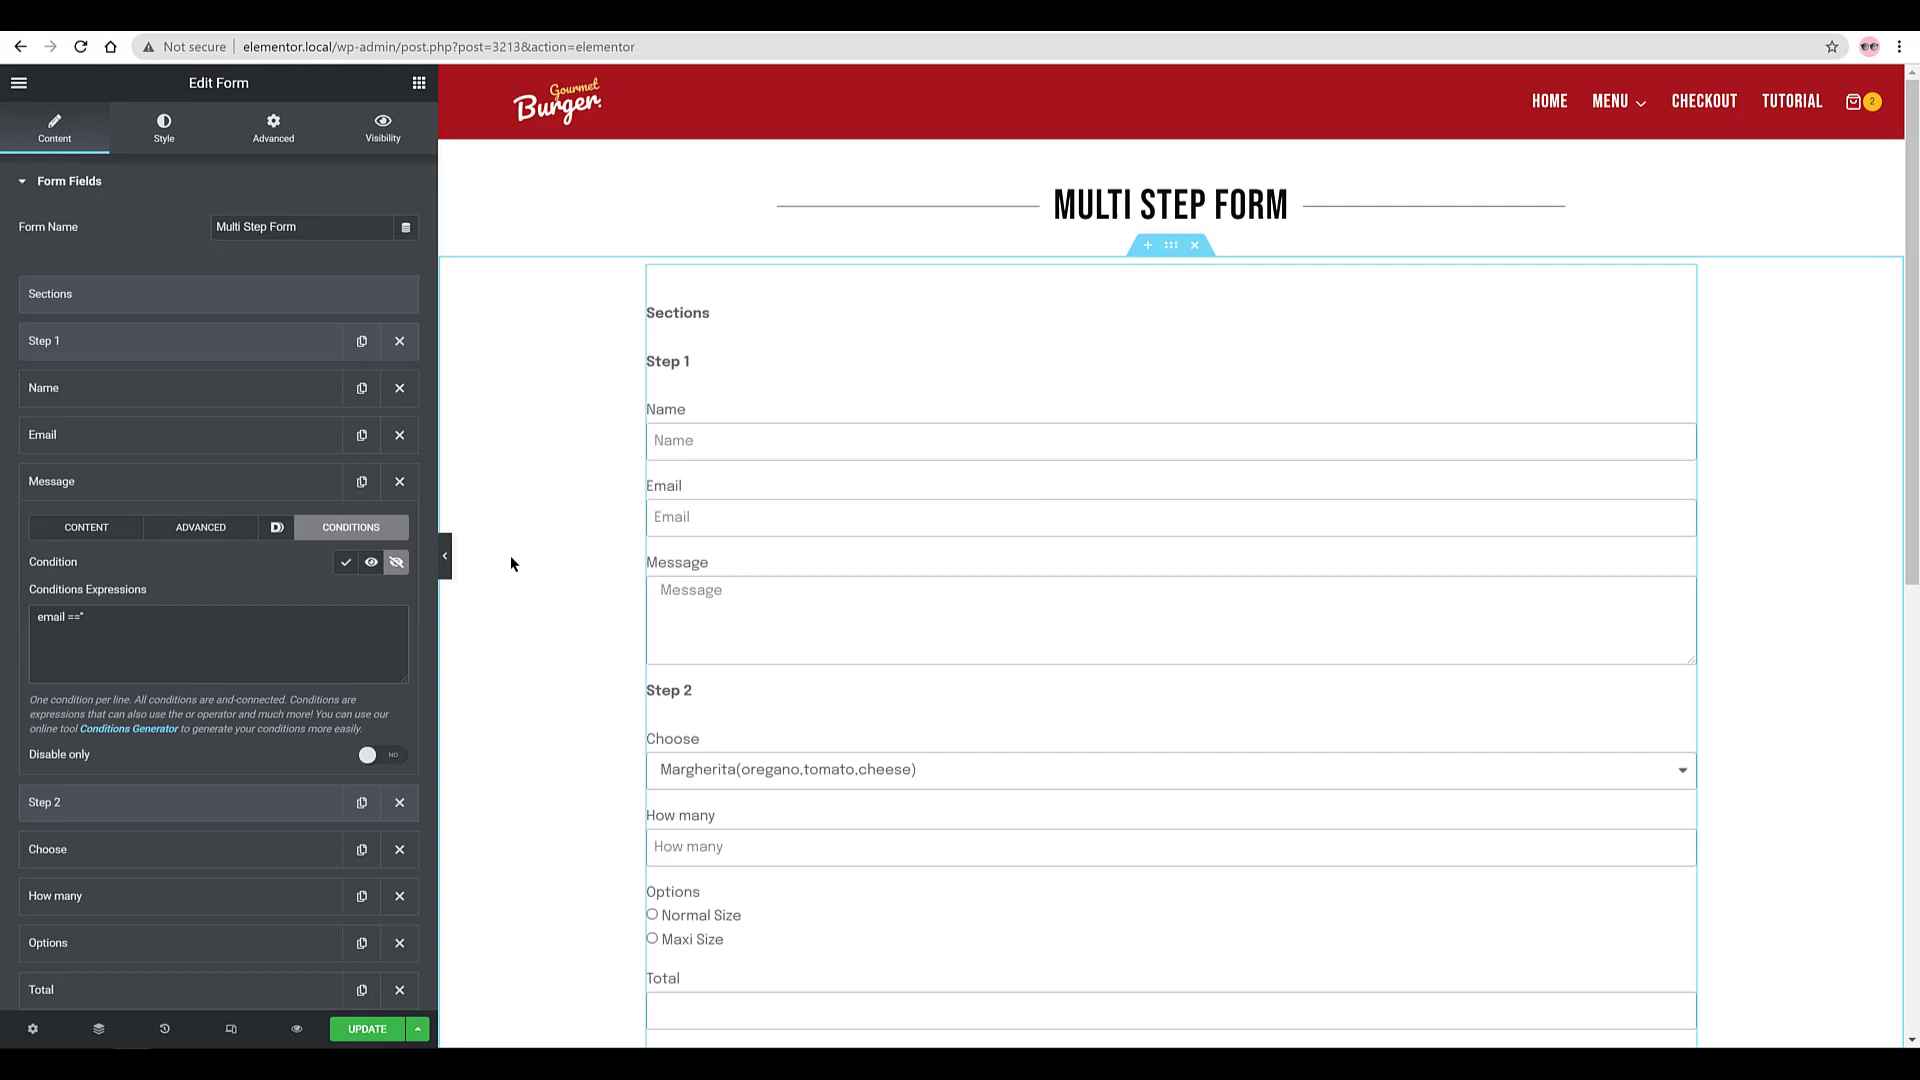 Not secure elementor.local/wp-admin/post.php?post=3213&action=elementor
Edit Form
Content Style Advanced Visibility
Form Fields
Form Name Multi Step Form
Sections
Step 1
Name
Email
Message
CONTENT ADVANCED D CONDITIONS
Condition
Conditions Expressions
email ==''
One condition per line. All conditions are and-connected. Conditions are
expressions that can also use the or operator and much more! You can use our
online tool Conditions Generator to generate your conditions more easily.
Disable only NO
Step 2
Choose
How many
Options
Total
UPDATE
Gourmet
Burger
HOME MENU CHECKOUT TUTORIAL 2
MULTI STEP FORM
Sections
Step 1
Name
Name
Email
Email
Message
Message
Step 2
Choose
Margherita(oregano,tomato,cheese)
How many
How many
Options
Normal Size
Maxi Size
Total